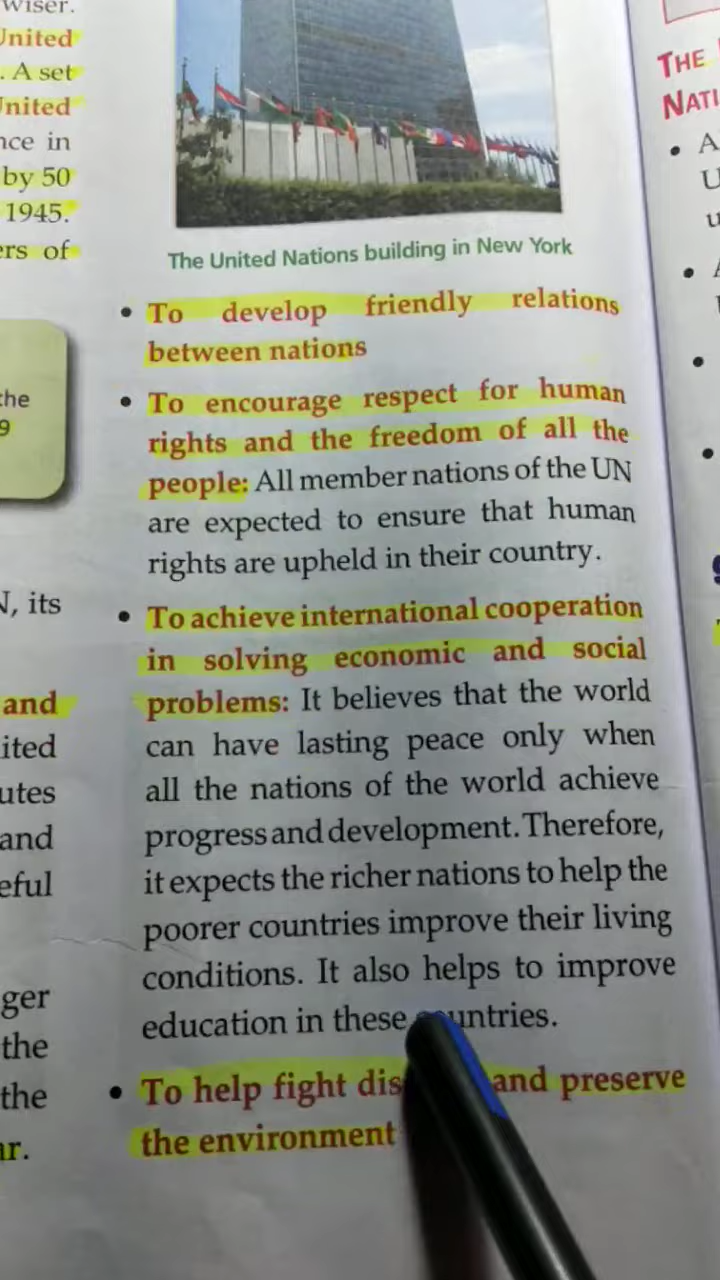 wiser.
United
. A set
United
nce in
by 50
1945.
ers of
the
9
N, its
and
ited
utes
and
eful
ger
the
the
ar.
The United Nations building in New York
• To develop friendly relations
between nations
• To encourage respect for human
rights and the freedom of all the
people: All member nations of the UN
are expected to ensure that human
rights are upheld in their country.
• To achieve international cooperation
in solving economic and social
problems: It believes that the world
can have lasting peace only when
all the nations of the world achieve
progress and development. Therefore,
it expects the richer nations to help the
poorer countries improve their living
conditions. It also helps to improve
education in these countries.
• To help fight dis and preserve
the environment
THE
NATI
• A
U
u
•
•
•